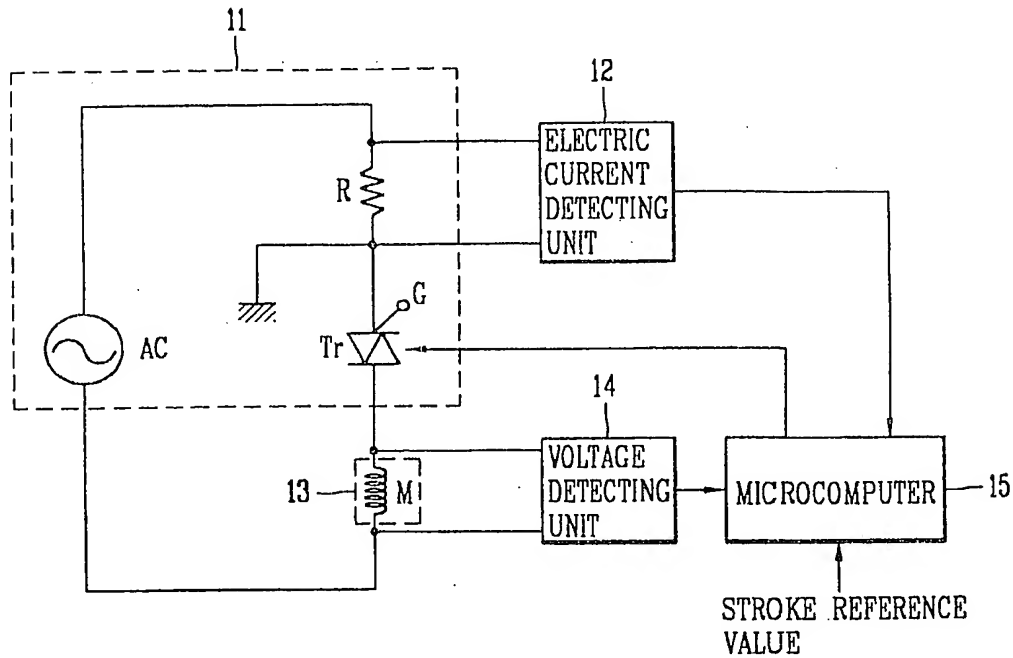 11
12
ELECTRIC
CURRENT
DETECTING
UNIT
R
G
Tr
AC
14
VOLTAGE
DETECTING
UNIT
13
M
MICROCOMPUTER
15
STROKE REFERENCE
VALUE